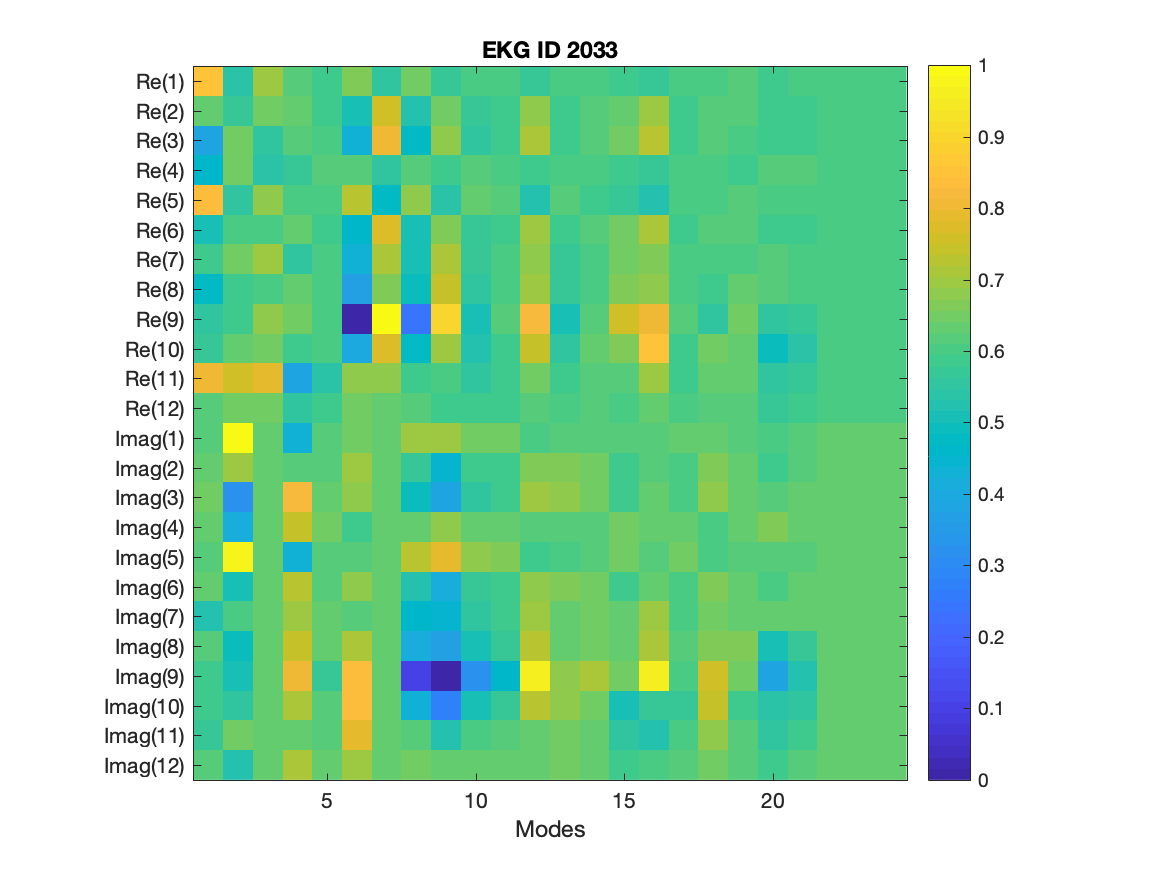 EKG ID 2033
Re(1)
Re(2)
Re(3)
Re(4)
Re(5)
Re(6)
Re(7)
Re(8)
Re(9)
Re(10)
Re(11)
Re(12)
Imag(1)
Imag(2)
Imag(3)
Imag(4)
Imag(5)
Imag(6)
Imag(7)
Imag(8)
Imag(9)
Imag(10)
Imag(11)
Imag(12)
5 10 15 20
Modes
1
0.9
0.8
0.7
0.6
0.5
0.4
0.3
0.2
0.1
0